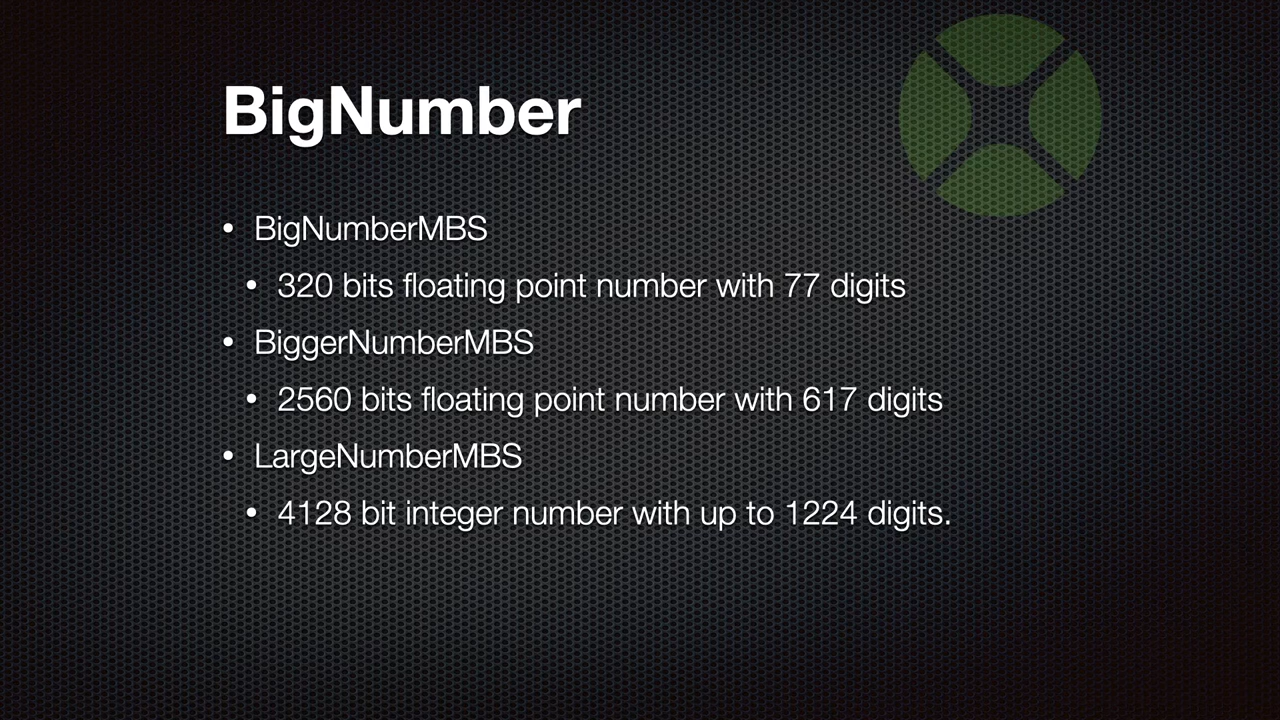 BigNumber
• BigNumberMBS
• 320 bits floating point number with 77 digits
• BiggerNumberMBS
• 2560 bits floating point number with 617 digits
• LargeNumberMBS
• 4128 bit integer number with up to 1224 digits.